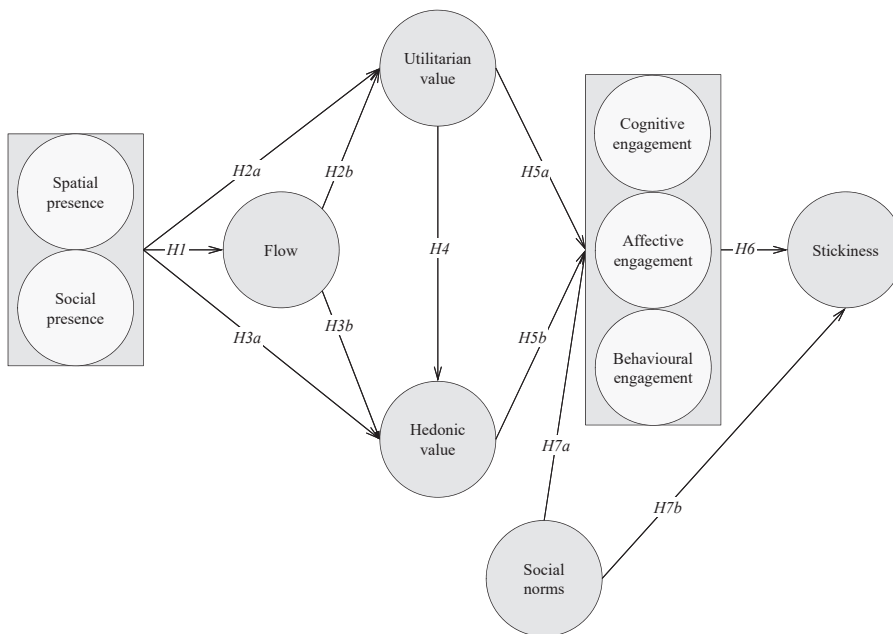 Utilitarian
value
Cognitive
engagement
H2a
H2b
H5a
Spatial
presence
H1
Flow
H4
Affective
engagement
H6
Stickiness
Social
presence
H3a
H3b
H5b
Behavioural
engagement
Hedonic
value
H7a
H7b
Social
norms